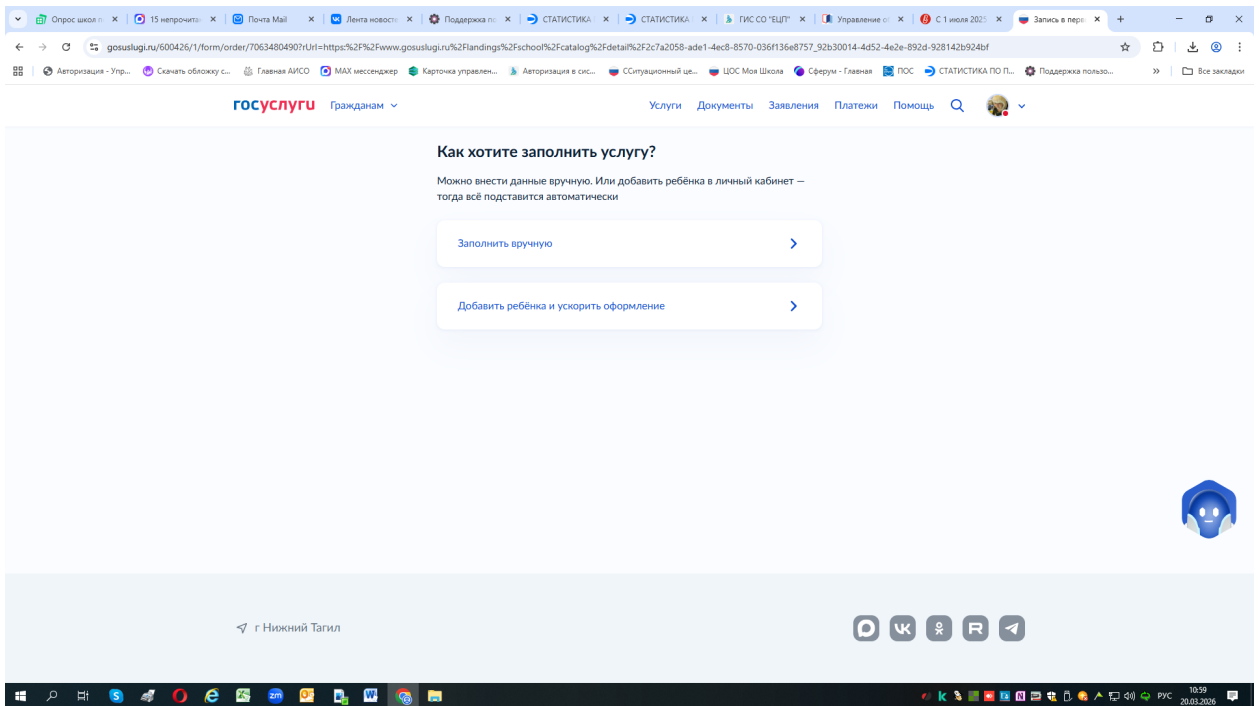 Опрос школ п
15 непрочита
Почта Mail
Лента новосте
Поддержка по
СТАТИСТИКА
СТАТИСТИКА
ГИС СО "ЕЦП"
Управление об
С 1 июля 2025
Запись в перв
gosuslugi.ru/600426/1/form/order/7063480490?rUrl=https:%2F%2Fwww.gosuslugi.ru%2Flandings%2Fschool%2Fcatalog%2Fdetail%2F2c7a2058-ade1-4ec8-8570-036f136e8757_92b30014-4d52-4e2e-892d-928142b924bf
Авторизация - Упр...
Скачать обложку с...
Главная АИСО
MAX мессенджер
Карточка управлен...
Авторизация в сис...
ССитуационный це...
ЦОС Моя Школа
Сферум - Главная
ПОС
СТАТИСТИКА ПО П...
Поддержка пользо...
Все закладки
госуслуги Гражданам
Услуги Документы Заявления Платежи Помощь
Как хотите заполнить услугу?
Можно внести данные вручную. Или добавить ребёнка в личный кабинет —
тогда всё подставится автоматически
Заполнить вручную
Добавить ребёнка и ускорить оформление
г Нижний Тагил
РУС
10:59
20.03.2026